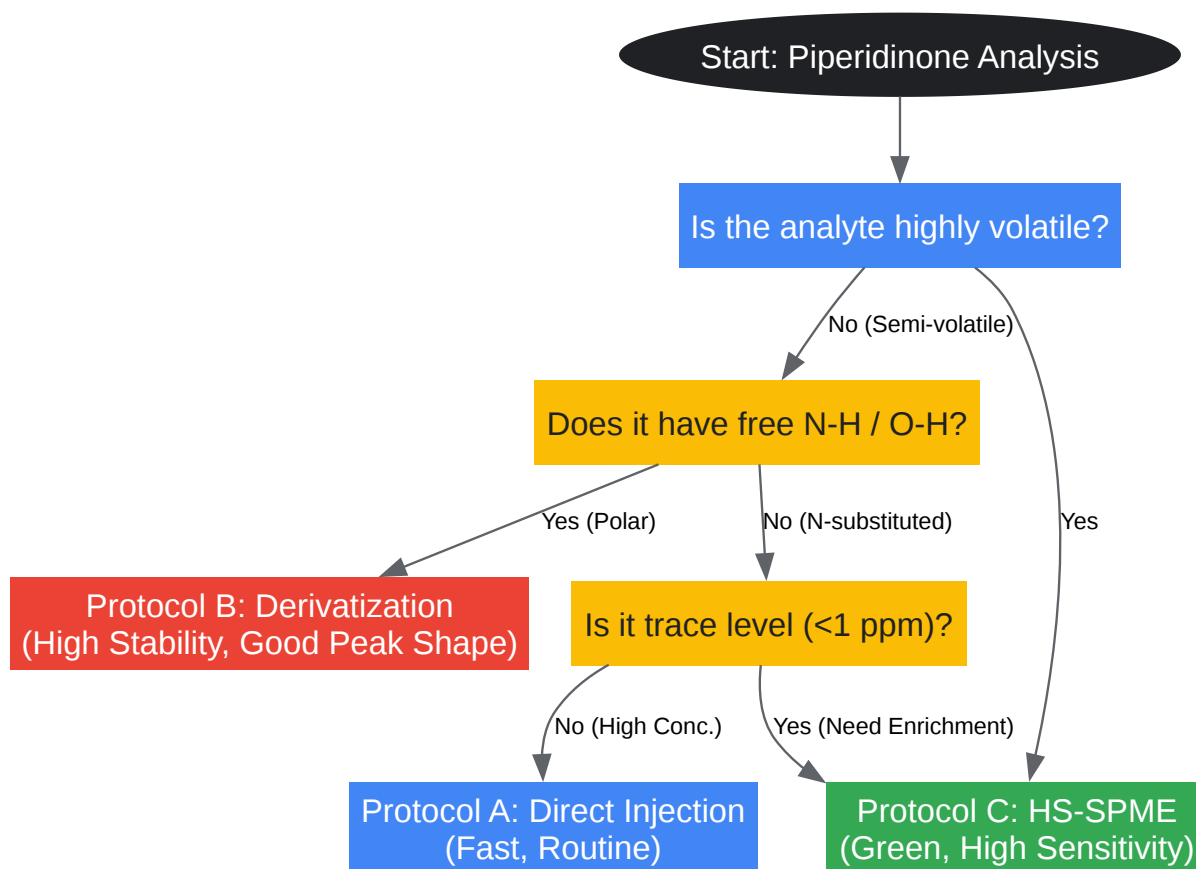 Start: Piperidinone Analysis
Is the analyte highly volatile?
No (Semi-volatile)
Does it have free N-H / O-H?
Yes (Polar)
No (N-substituted)
Yes
Protocol B: Derivatization
(High Stability, Good Peak Shape)
Is it trace level (<1 ppm)?
No (High Conc.)
Yes (Need Enrichment)
Protocol A: Direct Injection
(Fast, Routine)
Protocol C: HS-SPME
(Green, High Sensitivity)